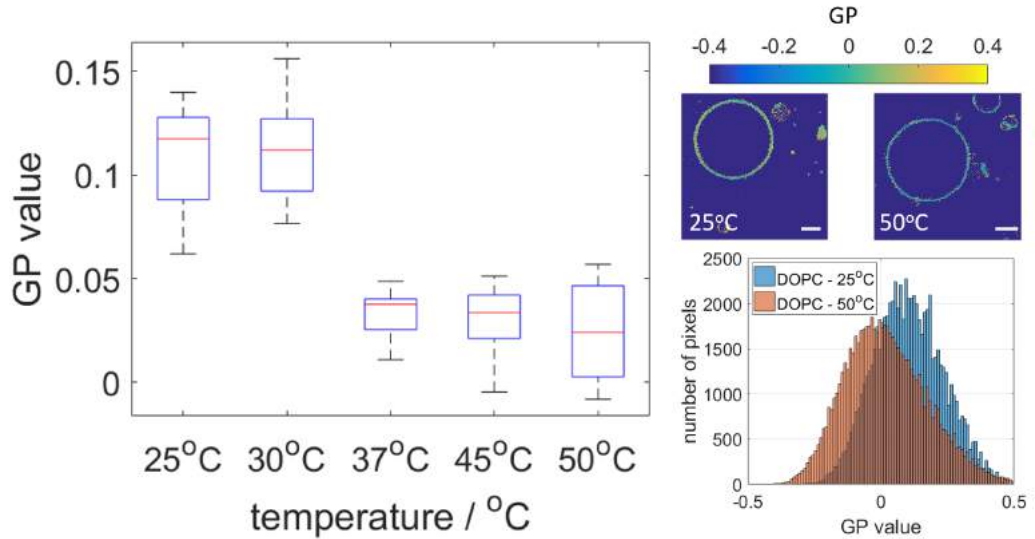 GP value
0.15
0.1
0.05
0
25°C 30°C 37°C 45°C 50°C
temperature / °C
GP
-0.4 -0.2 0 0.2 0.4
25°C
50°C
number of pixels
2500
2000
1500
1000
500
0
DOPC - 25°C
DOPC - 50°C
-0.5 0 0.5
GP value